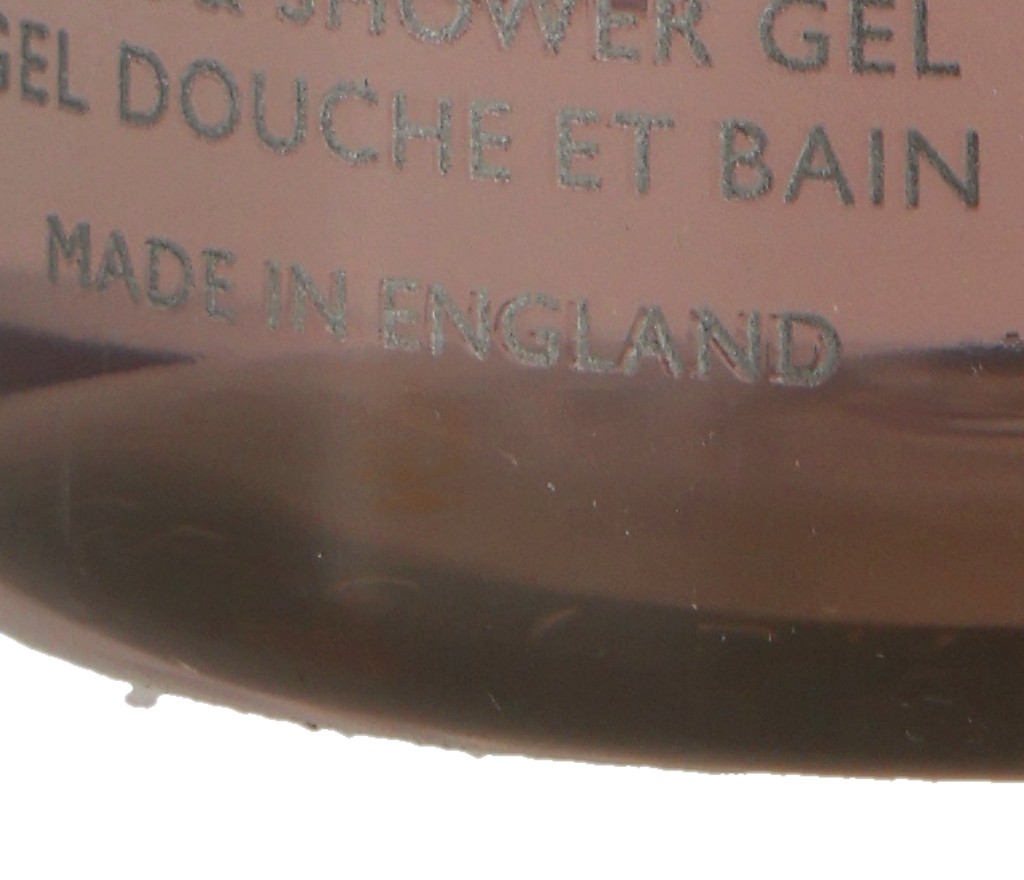 & SHOWER GEL
GEL DOUCHE ET BAIN
MADE IN ENGLAND